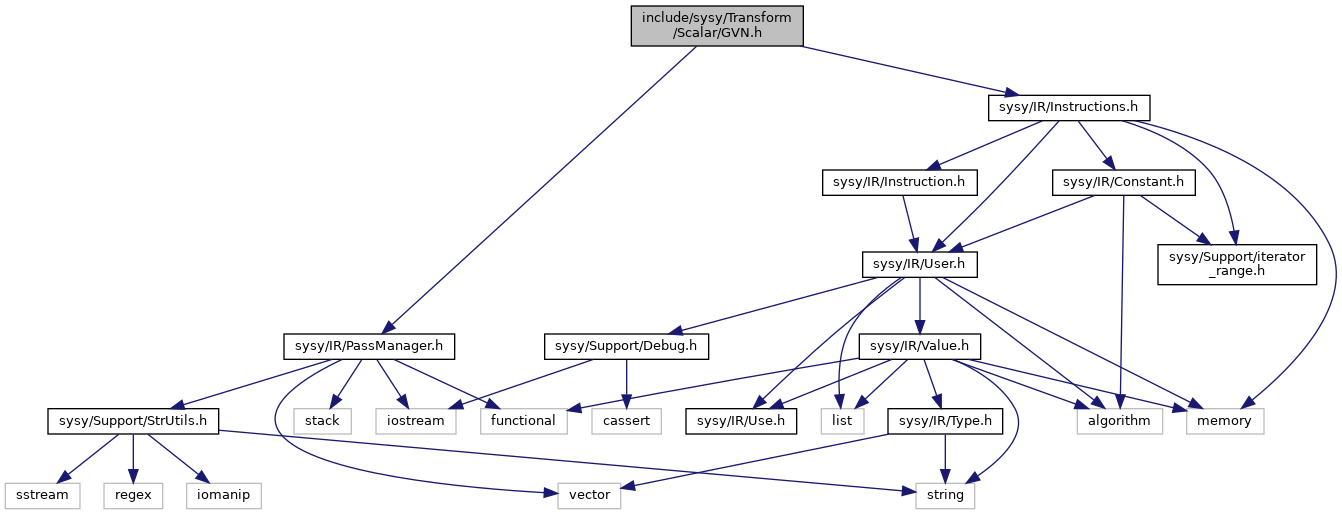 include/sysy/Transform
/Scalar/GVN.h
sysy/IR/Instructions.h
sysy/IR/Instruction.h
sysy/IR/Constant.h
sysy/IR/User.h
sysy/Support/iterator
_range.h
sysy/IR/PassManager.h
sysy/Support/Debug.h
sysy/IR/Value.h
sysy/Support/StrUtils.h
stack
iostream
functional
cassert
sysy/IR/Use.h
list
sysy/IR/Type.h
algorithm
memory
sstream
regex
iomanip
vector
string